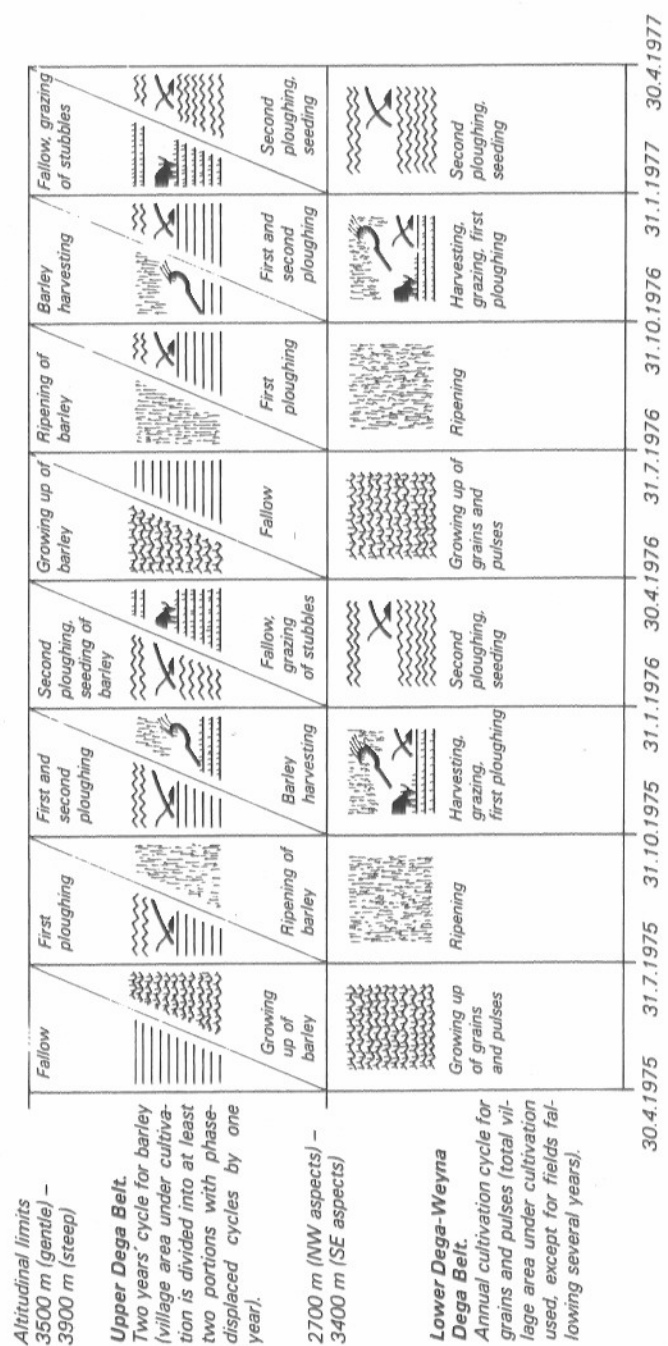 Altitudinal limits
3500 m (gentle) –
3900 m (steep)
Upper Dega Belt.
Two years' cycle for barley
(village area under cultiva-
tion is divided into at least
two portions with phase-
displaced cycles by one
year).
2700 m (NW aspects) –
3400 m (SE aspects)
Lower Dega-Weyna
Dega Belt.
Annual cultivation cycle for
grains and pulses (total vil-
lage area under cultivation
used, except for fields fal-
lowing several years).
Fallow
First
ploughing
First and
second
ploughing
Second
ploughing,
seeding of
barley
Growing up of
barley
Ripening of
barley
Barley
harvesting
Fallow, grazing
of stubbles
Growing
up of
barley
Ripening of
barley
Barley
harvesting
Fallow,
grazing
of stubbles
Fallow
First
ploughing
First and
second
ploughing
Second
ploughing,
seeding
Growing up
of grains
and pulses
Ripening
Harvesting,
grazing,
first ploughing
Second
ploughing,
seeding
Growing up of
grains and
pulses
Ripening
Harvesting,
grazing, first
ploughing
Second
ploughing,
seeding
30.4.1975
31.7.1975
31.10.1975
31.1.1976
30.4.1976
31.7.1976
31.10.1976
31.1.1977
30.4.1977